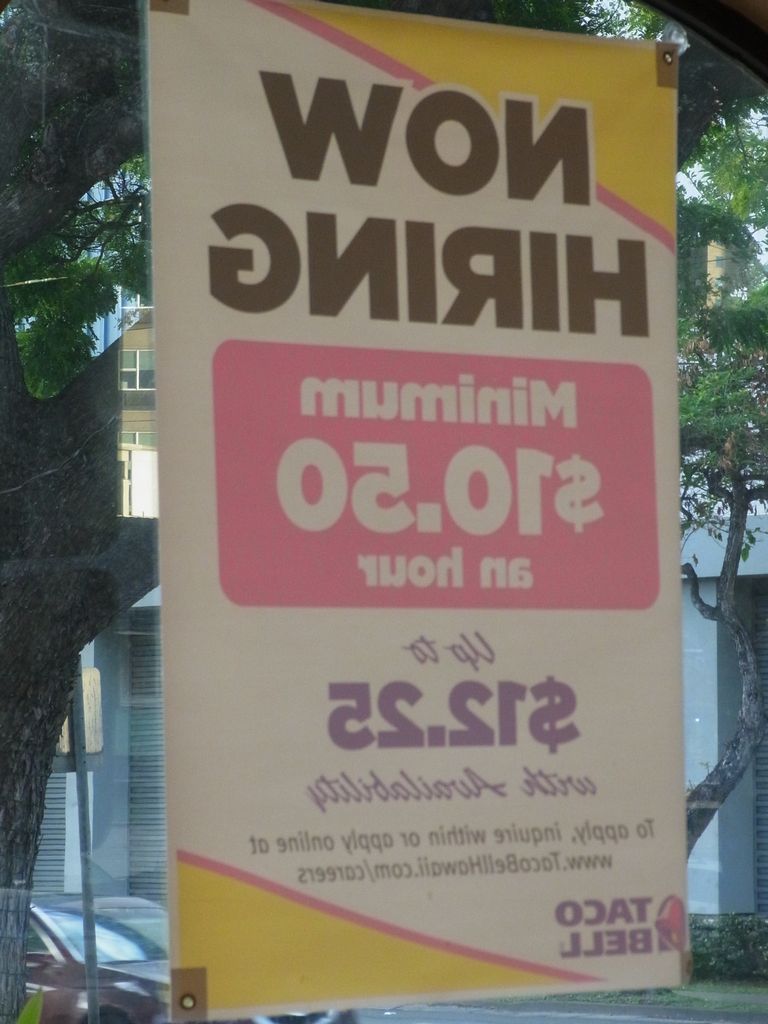 NOW
HIRING
Minimum
$10.50
an hour
Up to
$12.25
with Availability
To apply, inquire within or apply online at
www.TacoBellHawaii.com/careers
TACO
BELL